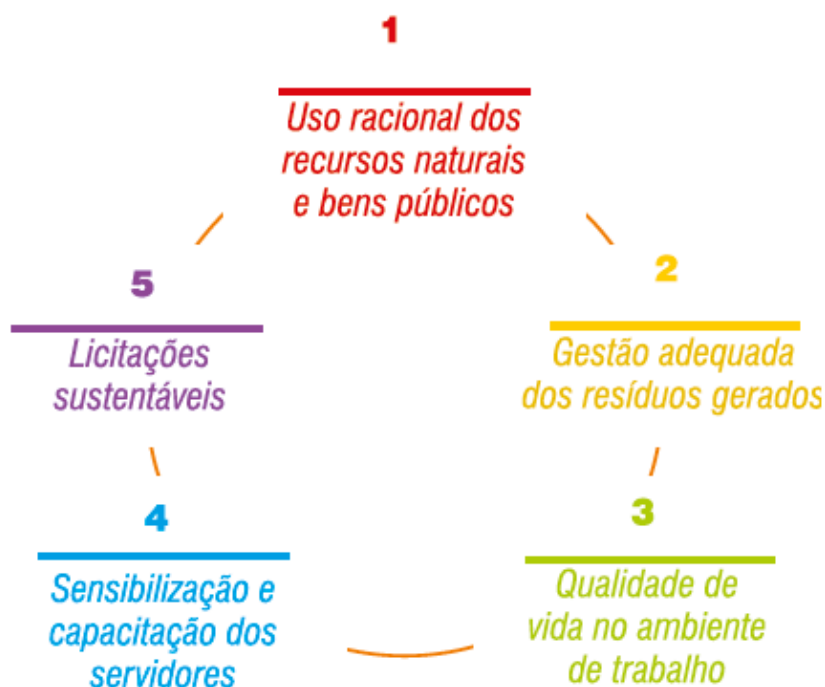 1
Uso racional dos
recursos naturais
e bens públicos
2
Gestão adequada
dos resíduos gerados
3
Qualidade de
vida no ambiente
de trabalho
4
Sensibilização e
capacitação dos
servidores
5
Licitações
sustentáveis